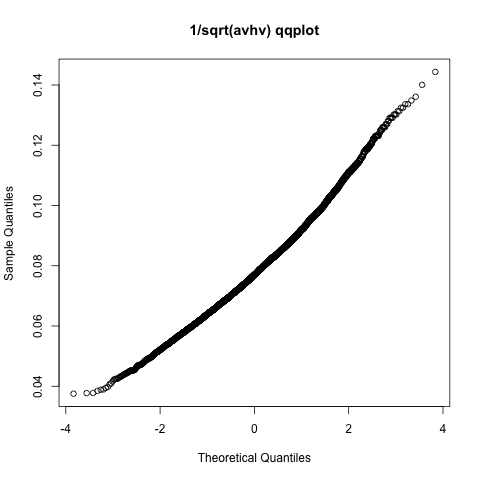 1/sqrt(avhv) qqplot
Sample Quantiles
0.14
0.12
0.10
0.08
0.06
0.04
-4 -2 0 2 4
Theoretical Quantiles